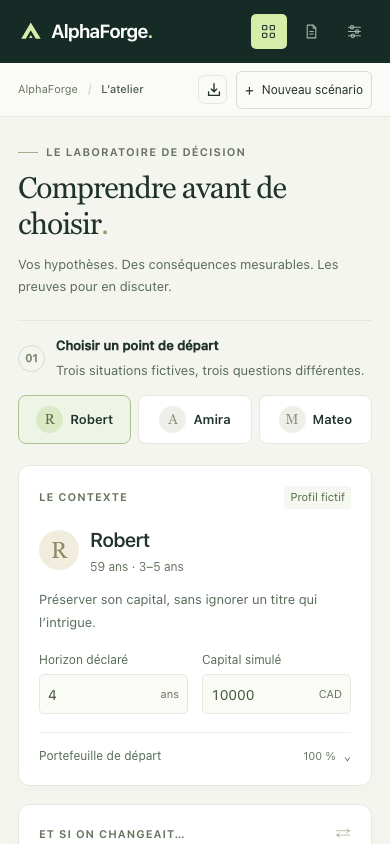 AlphaForge.
AlphaForge / L'atelier
+ Nouveau scénario
LE LABORATOIRE DE DÉCISION
Comprendre avant de
choisir.
Vos hypothèses. Des conséquences mesurables. Les
preuves pour en discuter.
01
Choisir un point de départ
Trois situations fictives, trois questions différentes.
R Robert
A Amira
M Mateo
LE CONTEXTE
Profil fictif
R
Robert
59 ans · 3–5 ans
Préserver son capital, sans ignorer un titre qui
l'intrigue.
Horizon déclaré
Capital simulé
4 ans
10000 CAD
Portefeuille de départ
100 %
ET SI ON CHANGEAIT…